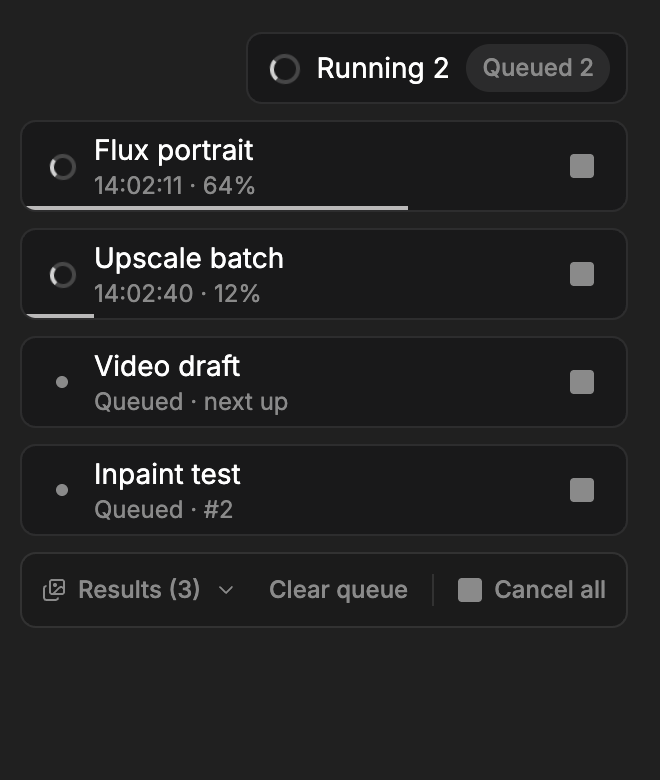 Running 2 Queued 2
Flux portrait
14:02:11 · 64%
Upscale batch
14:02:40 · 12%
Video draft
Queued · next up
Inpaint test
Queued · #2
Results (3) Clear queue Cancel all